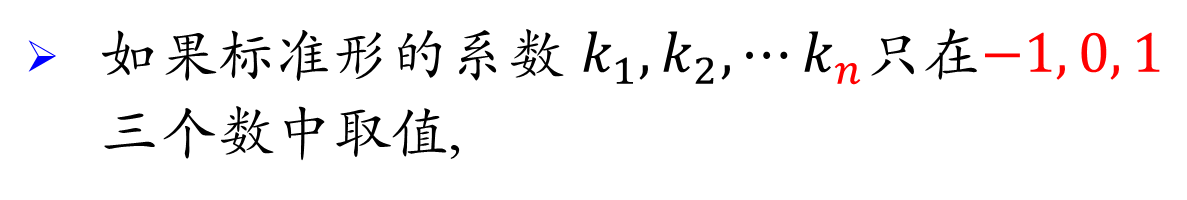 ➢ 如果标准形的系数 k₁, k₂, ⋯ kₙ 只在 −1, 0, 1
三个数中取值,